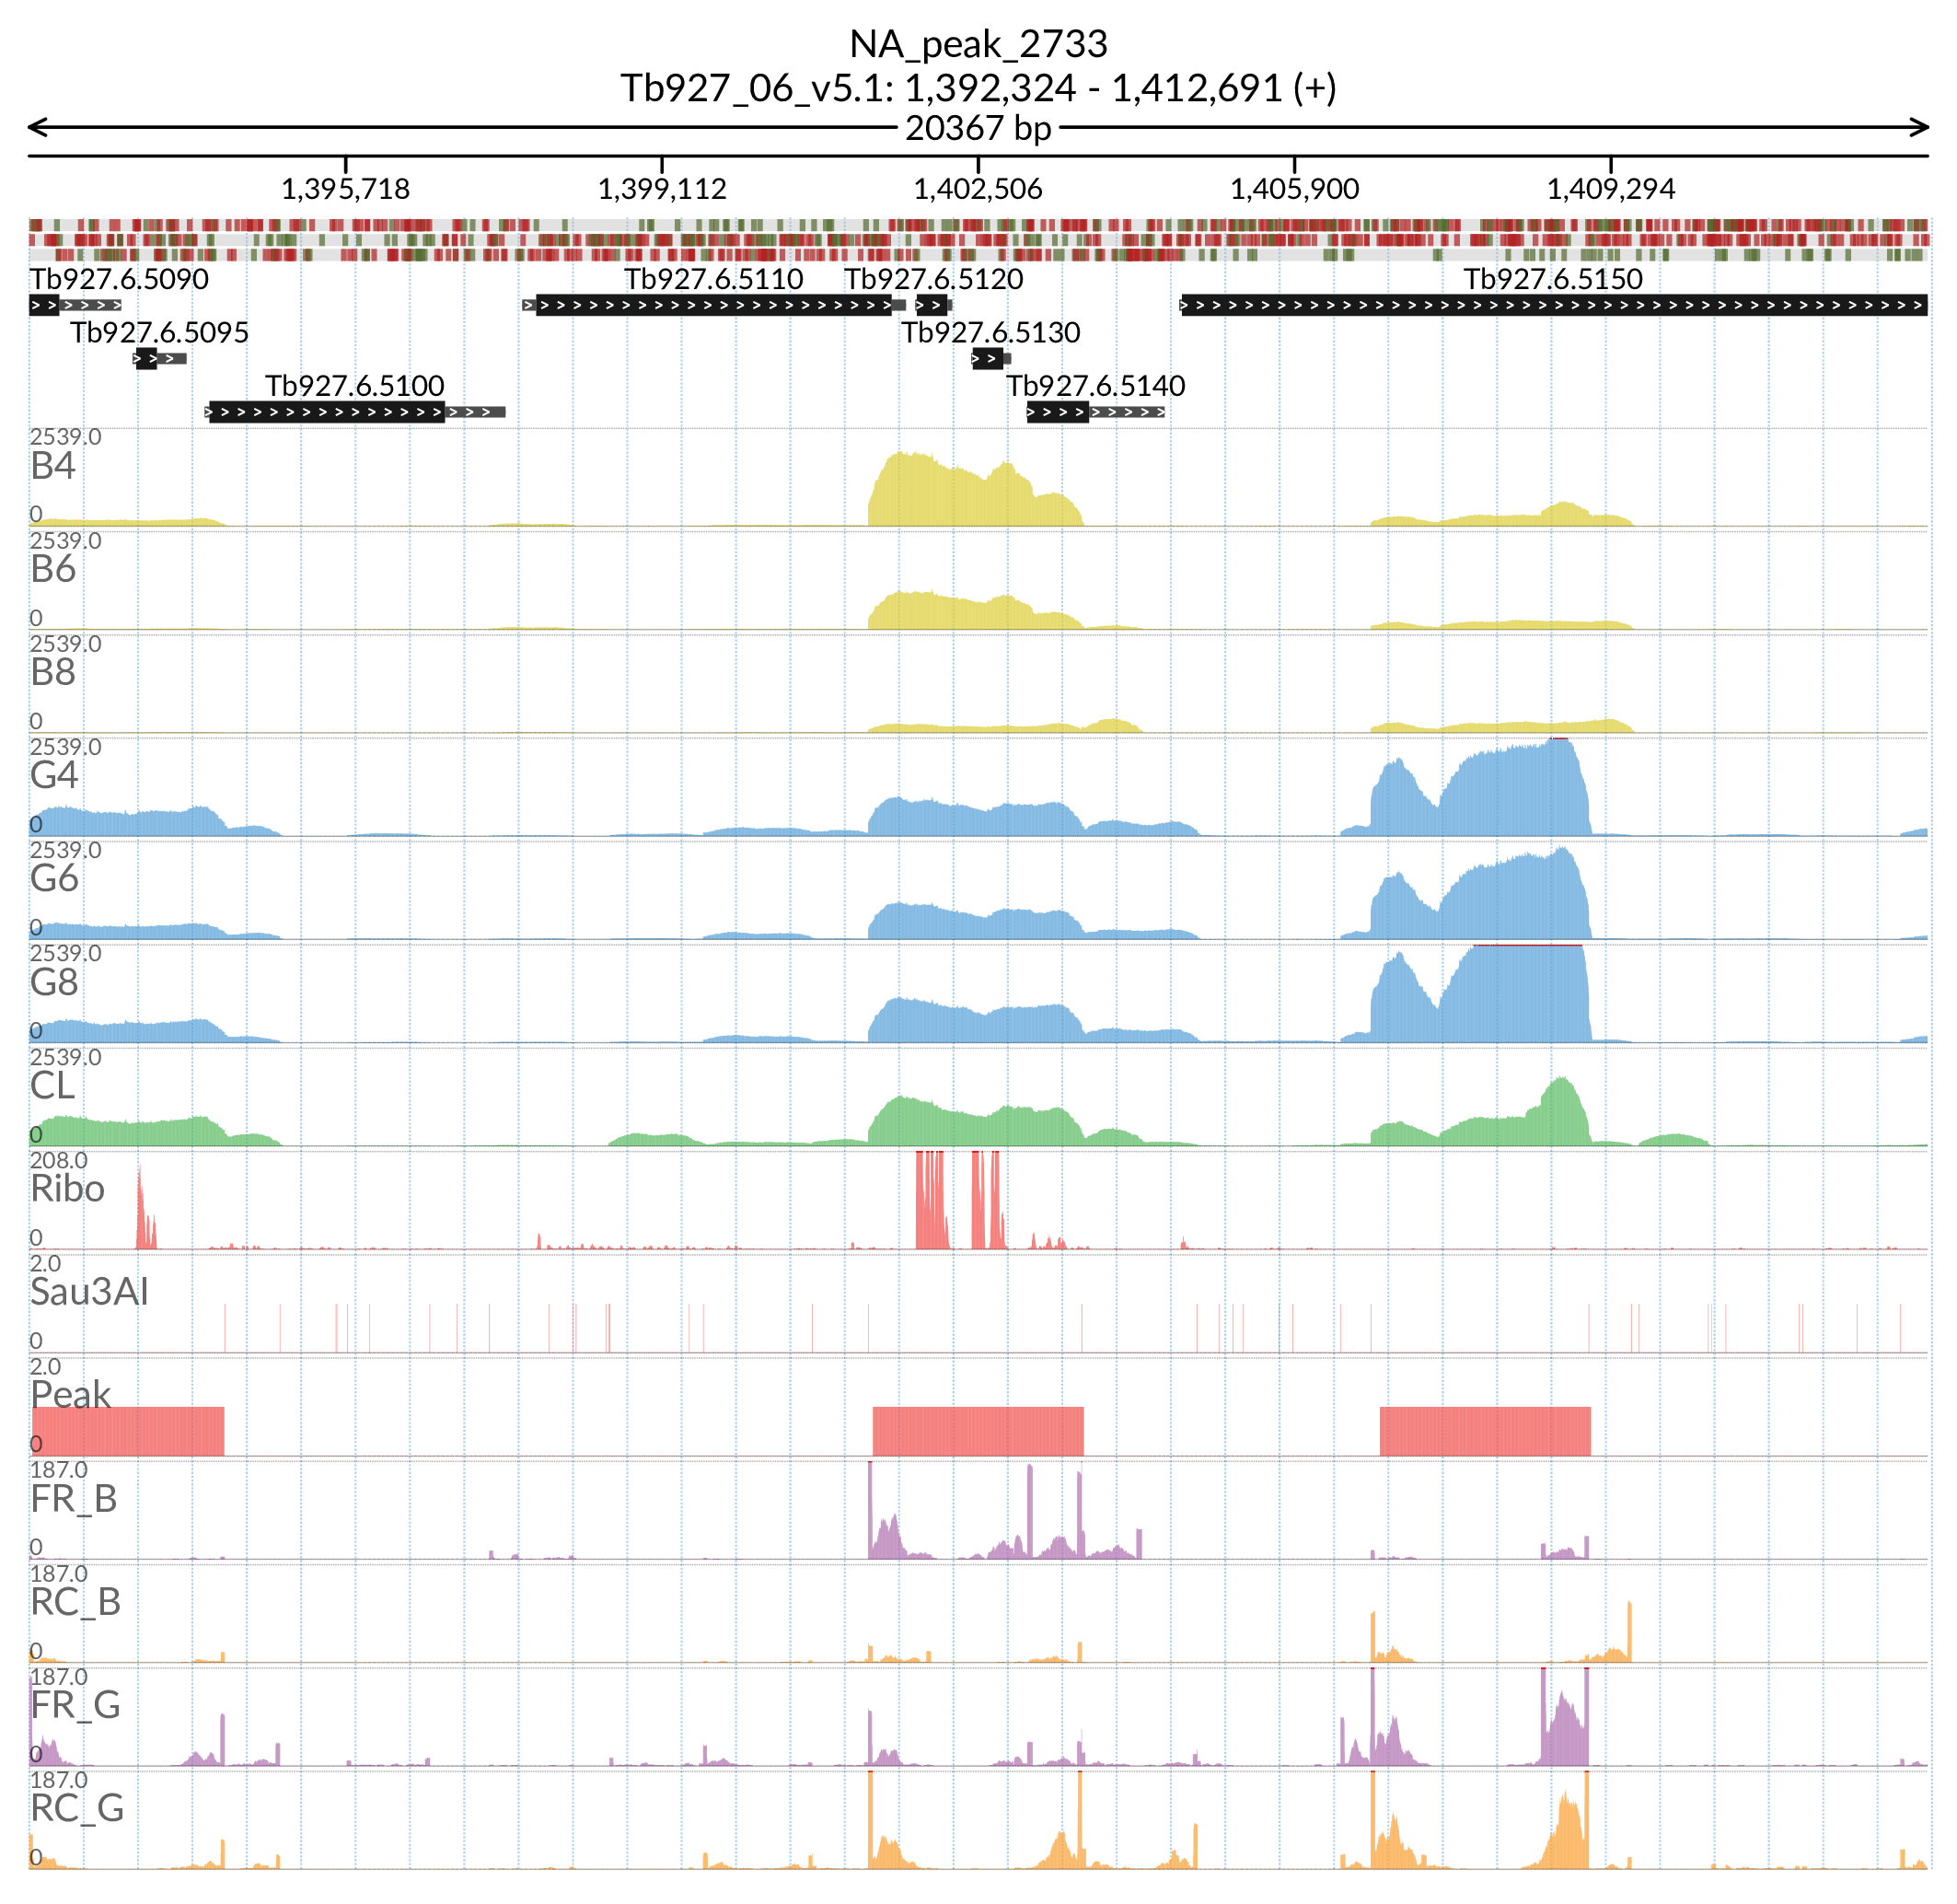 NA_peak_2733
Tb927_06_v5.1: 1,392,324 - 1,412,691 (+)
20367 bp
1,395,718 1,399,112 1,402,506 1,405,900 1,409,294
Tb927.6.5090 Tb927.6.5110 Tb927.6.5120 Tb927.6.5150
Tb927.6.5095 Tb927.6.5130
Tb927.6.5100 Tb927.6.5140
2539.0
B4
0
2539.0
B6
0
2539.0
B8
0
2539.0
G4
0
2539.0
G6
0
2539.0
G8
0
2539.0
CL
0
208.0
Ribo
0
2.0
Sau3AI
0
2.0
Peak
0
187.0
FR_B
0
187.0
RC_B
0
187.0
FR_G
0
187.0
RC_G
0